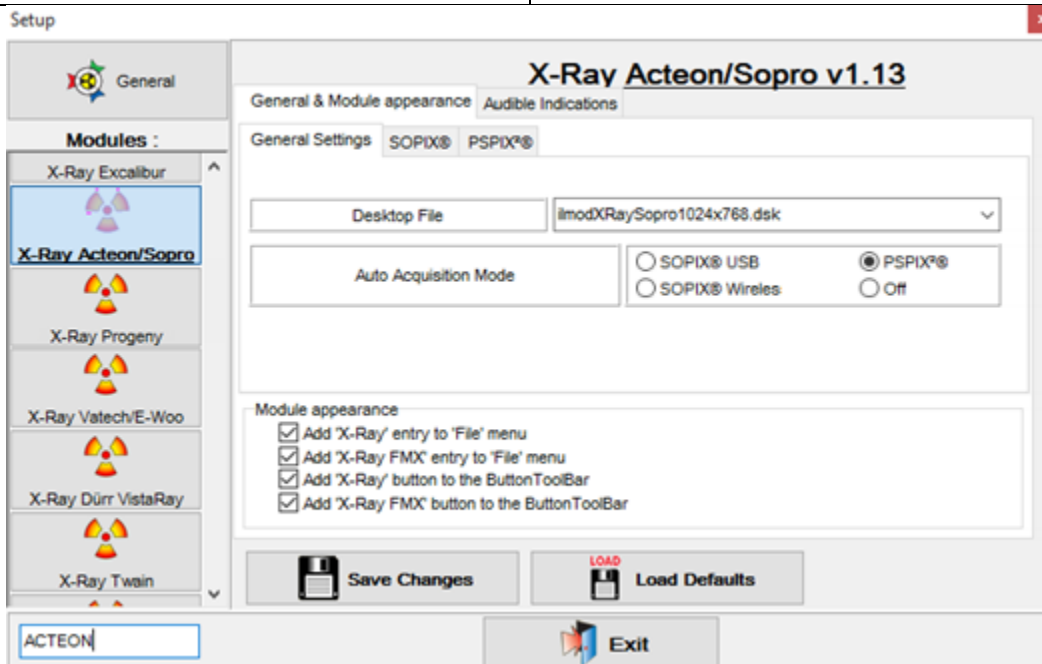 Setup
x
General
X-Ray Acteon/Sopro v1.13
General & Module appearance
Audible Indications
Modules :
General Settings
SOPIX®
PSPIX²®
X-Ray Excalibur
X-Ray Acteon/Sopro
X-Ray Progeny
X-Ray Vatech/E-Woo
X-Ray Dürr VistaRay
X-Ray Twain
Desktop File
ilmodXRaySopro1024x768.dsk
Auto Acquisition Mode
SOPIX® USB
PSPIX²®
SOPIX® Wireles
Off
Module appearance
Add 'X-Ray' entry to 'File' menu
Add 'X-Ray FMX' entry to 'File' menu
Add 'X-Ray' button to the ButtonToolBar
Add 'X-Ray FMX' button to the ButtonToolBar
Save Changes
LOAD
Load Defaults
ACTEON
Exit